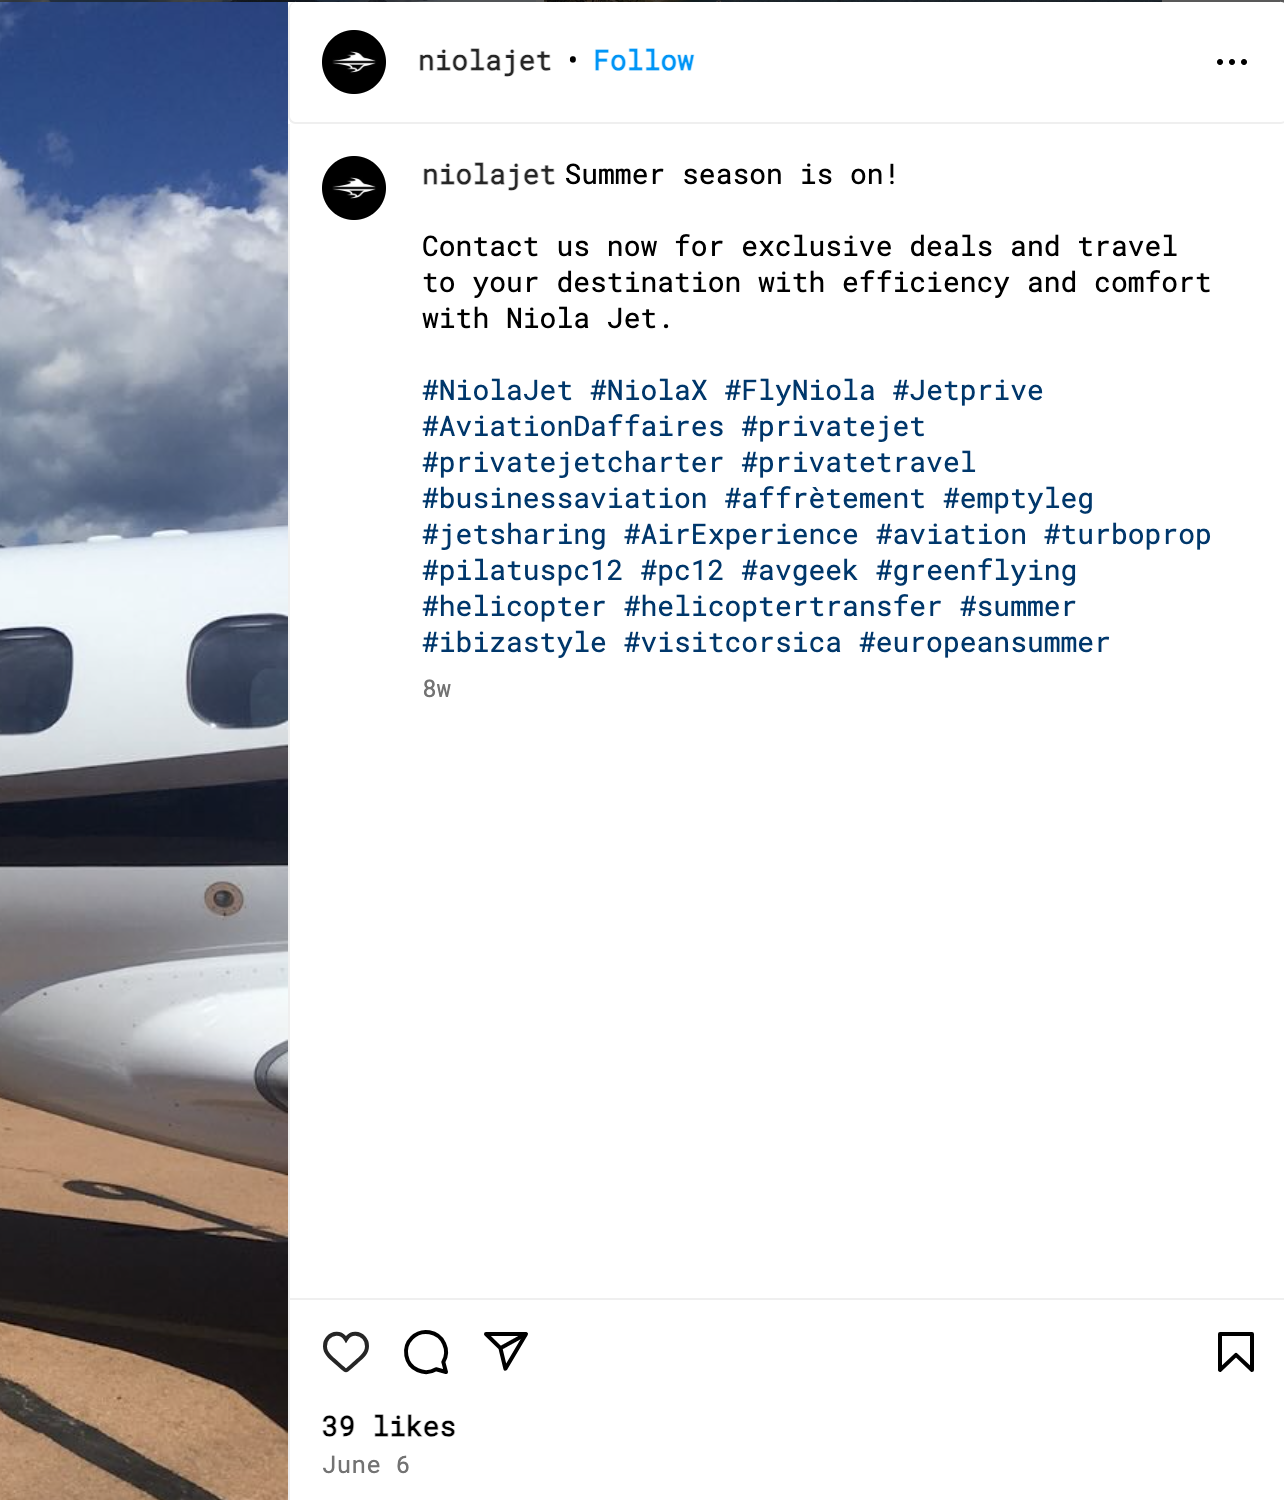 niolajet • Follow
niolajet Summer season is on!
Contact us now for exclusive deals and travel
to your destination with efficiency and comfort
with Niola Jet.
#NiolaJet #NiolaX #FlyNiola #Jetprive
#AviationDaffaires #privatejet
#privatejetcharter #privatetravel
#businessaviation #affrètement #emptyleg
#jetsharing #AirExperience #aviation #turboprop
#pilatuspc12 #pc12 #avgeek #greenflying
#helicopter #helicoptertransfer #summer
#ibizastyle #visitcorsica #europeansummer
8w
39 likes
June 6